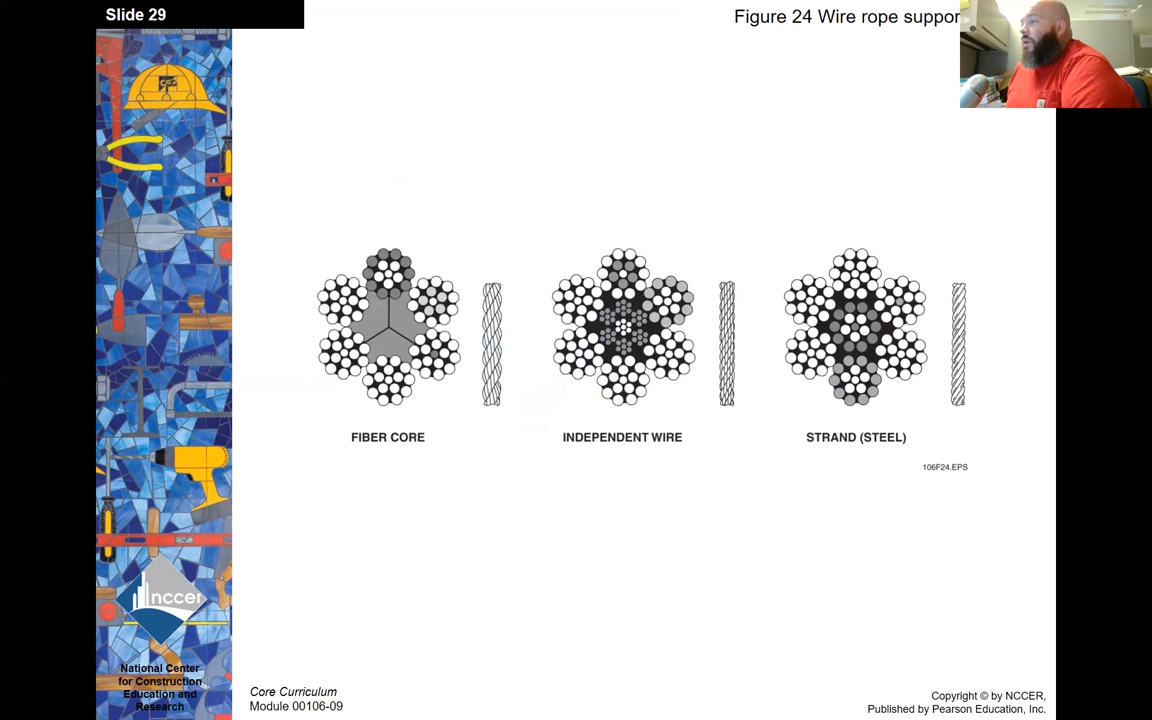 Slide 29
Figure 24 Wire rope suppor
FIBER CORE
INDEPENDENT WIRE
STRAND (STEEL)
106F24.EPS
nccer
National Center
for Construction
Education and
Research
Core Curriculum
Module 00106-09
Copyright © by NCCER,
Published by Pearson Education, Inc.